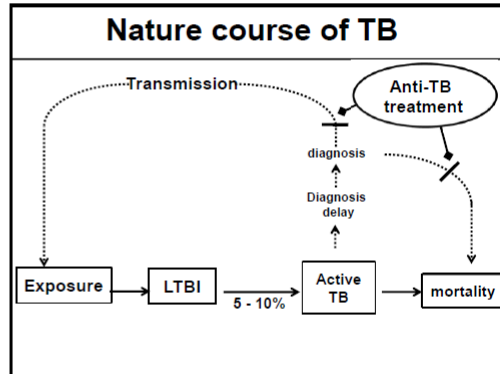 Nature course of TB
Transmission
Anti-TB
treatment
diagnosis
Diagnosis
delay
Exposure
LTBI
5 - 10%
Active
TB
mortality